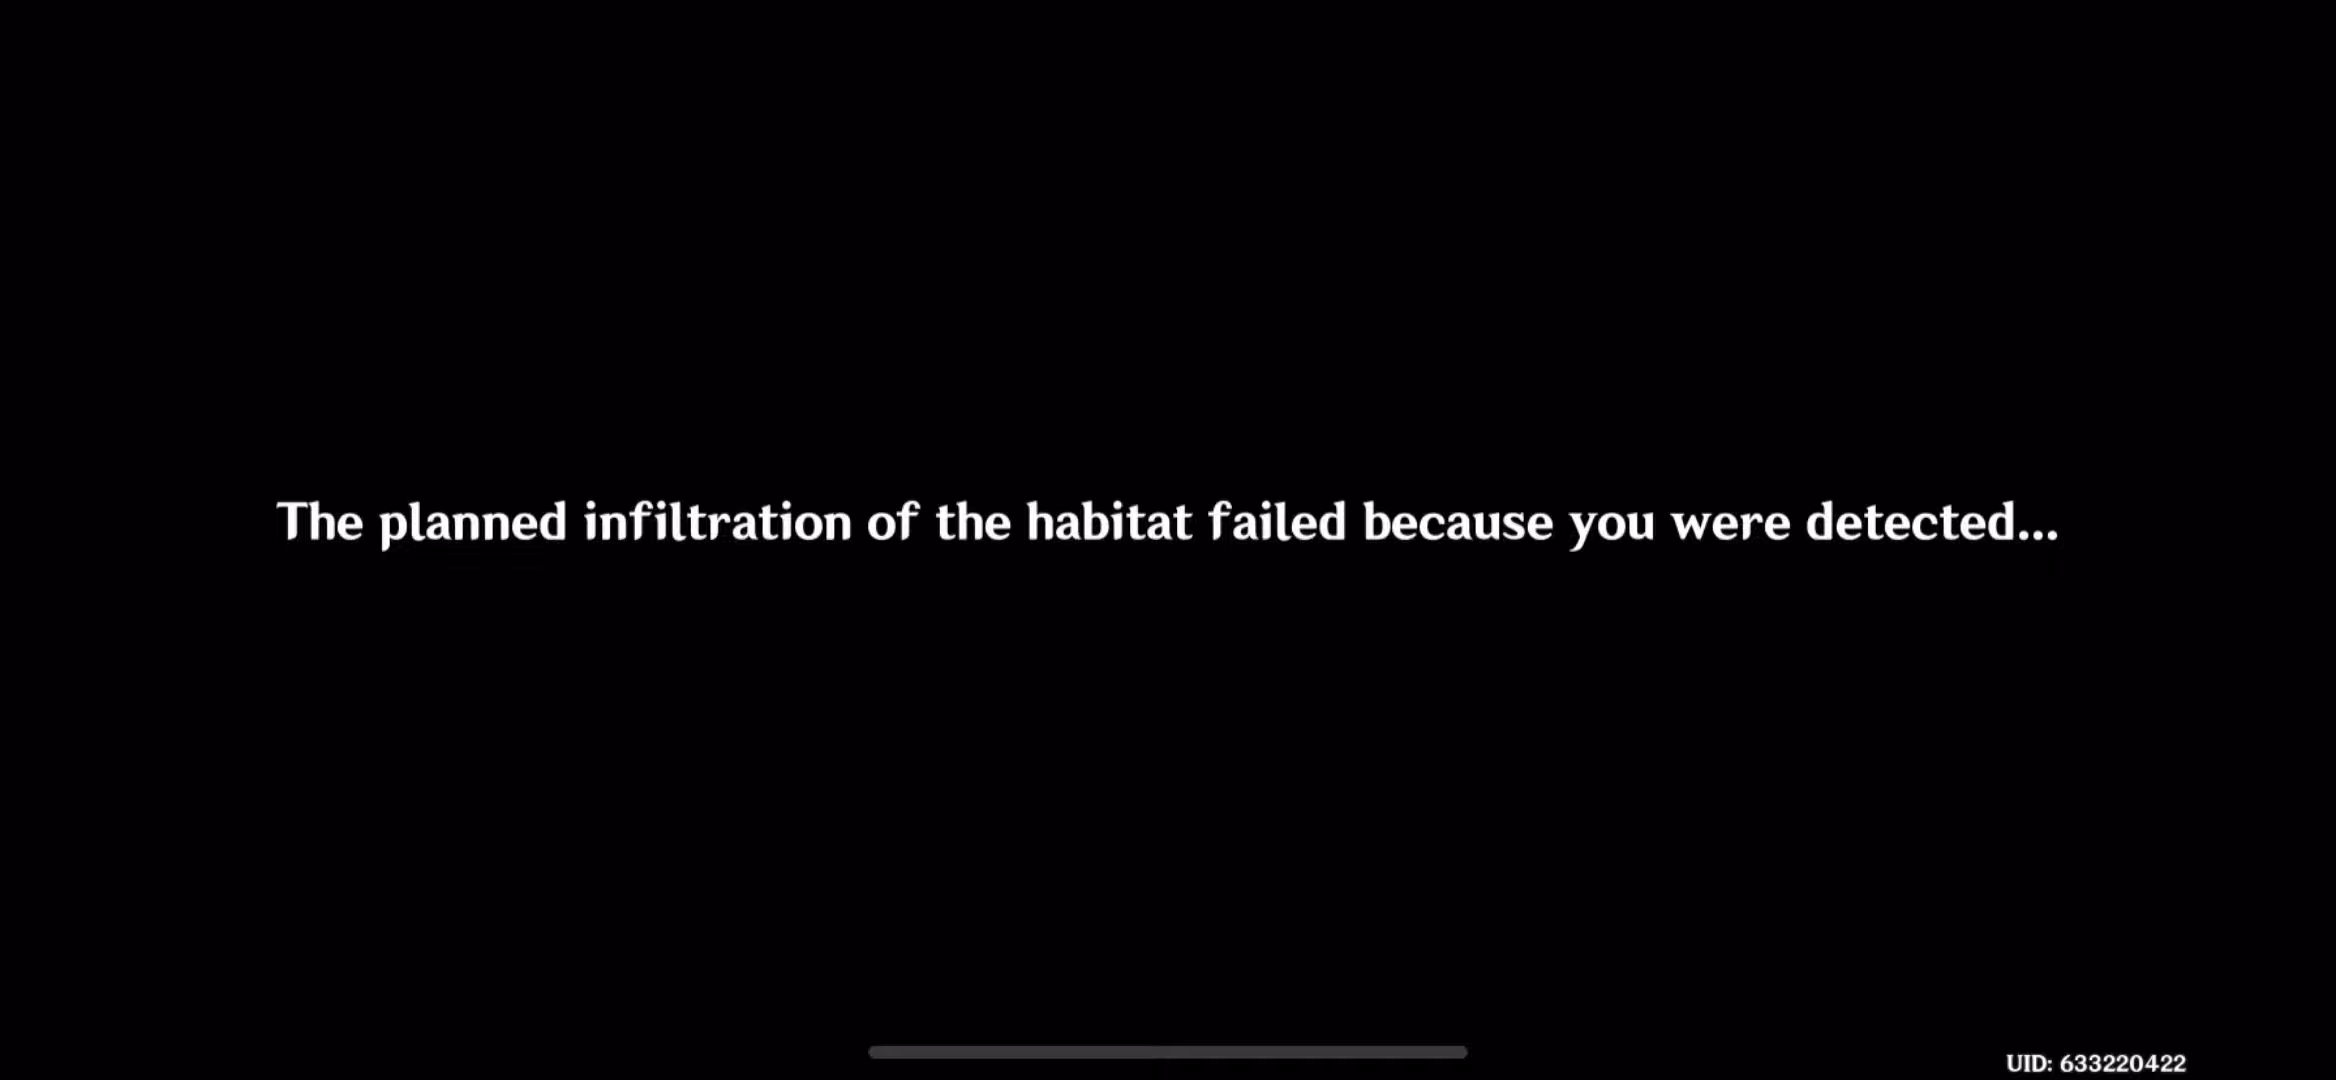 The planned infiltration of the habitat failed because you were detected...
UID: 633220422